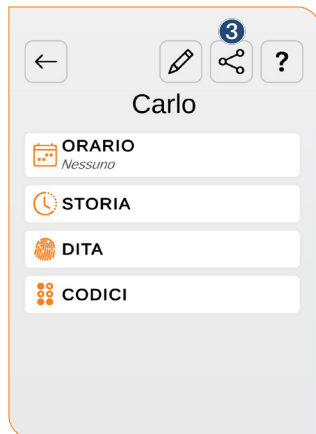 3
?
Carlo
ORARIO
Nessuno
STORIA
DITA
CODICI